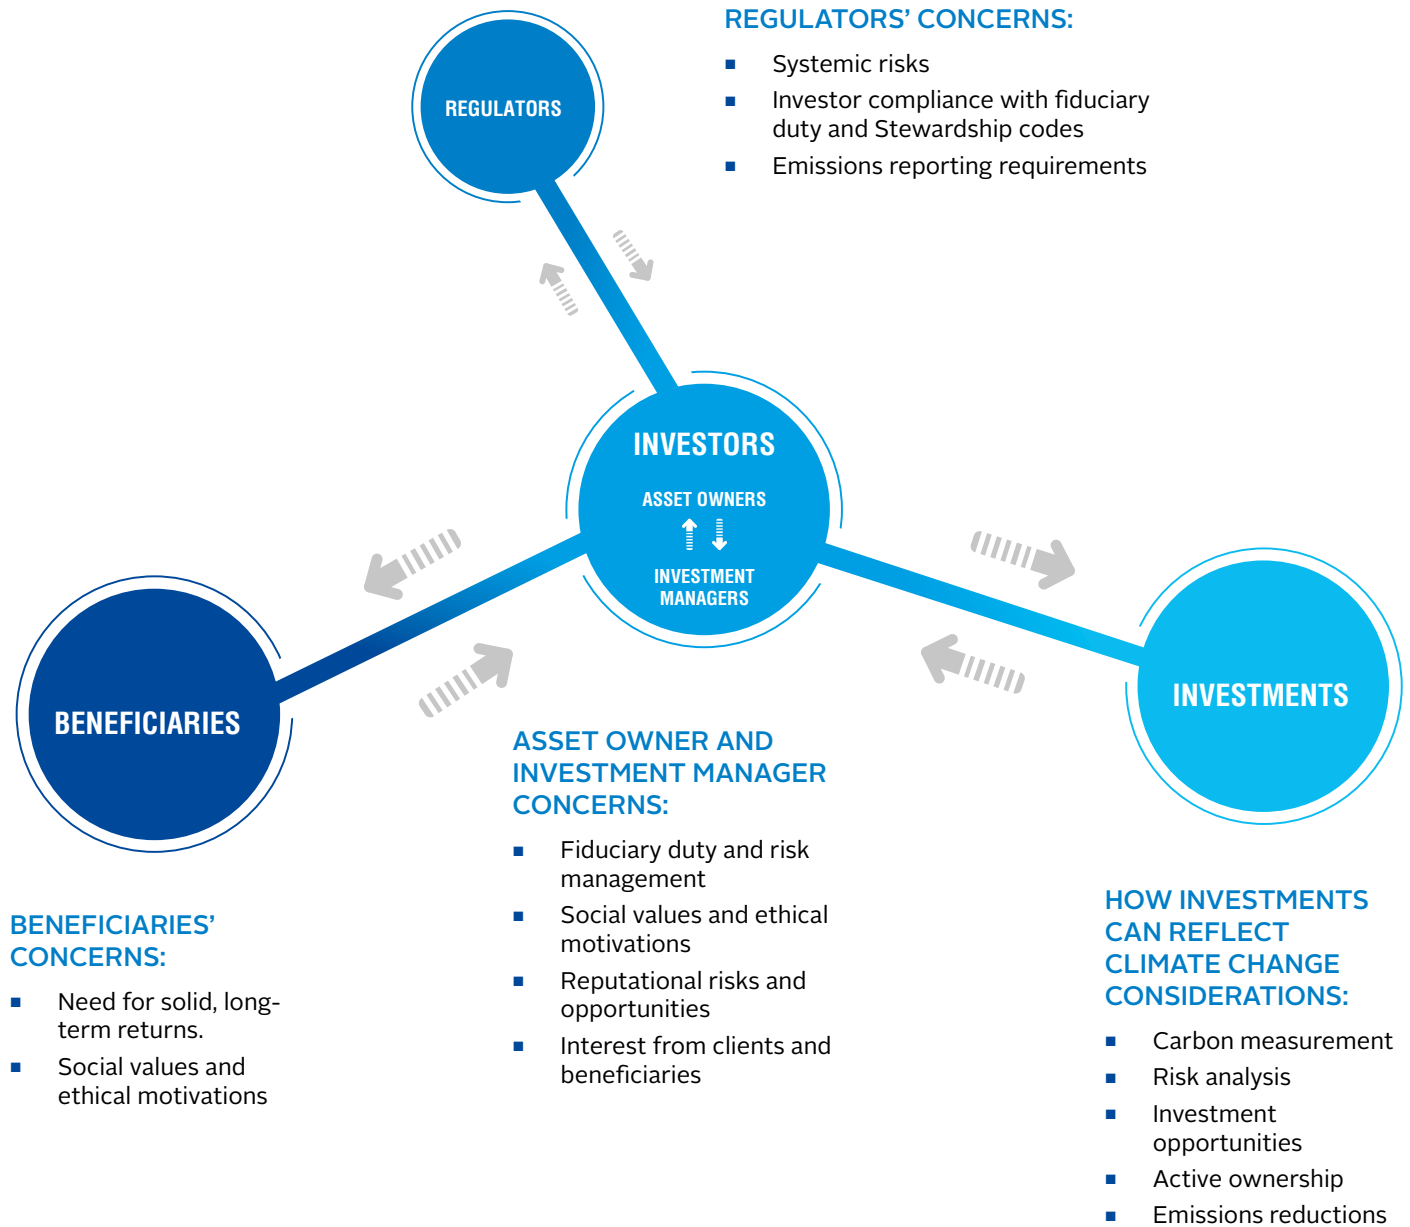 REGULATORS’ CONCERNS:
▪ Systemic risks
▪ Investor compliance with fiduciary
duty and Stewardship codes
▪ Emissions reporting requirements
REGULATORS
INVESTORS
ASSET OWNERS
INVESTMENT
MANAGERS
BENEFICIARIES
INVESTMENTS
BENEFICIARIES’
CONCERNS:
▪ Need for solid, long-
term returns.
▪ Social values and
ethical motivations
ASSET OWNER AND
INVESTMENT MANAGER
CONCERNS:
▪ Fiduciary duty and risk
management
▪ Social values and ethical
motivations
▪ Reputational risks and
opportunities
▪ Interest from clients and
beneficiaries
HOW INVESTMENTS
CAN REFLECT
CLIMATE CHANGE
CONSIDERATIONS:
▪ Carbon measurement
▪ Risk analysis
▪ Investment
opportunities
▪ Active ownership
▪ Emissions reductions